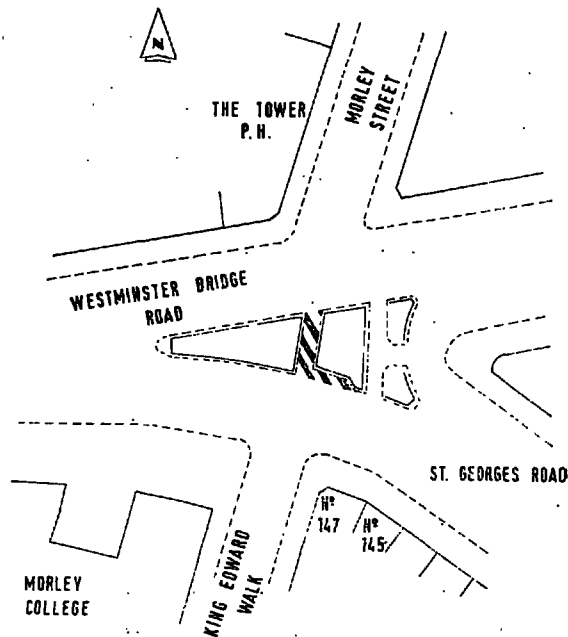 N
THE TOWER
P.H.
MORLEY
STREET
WESTMINSTER BRIDGE
ROAD
ST. GEORGES ROAD
Nº
147
Nº
145
KING EDWARD
WALK
MORLEY
COLLEGE